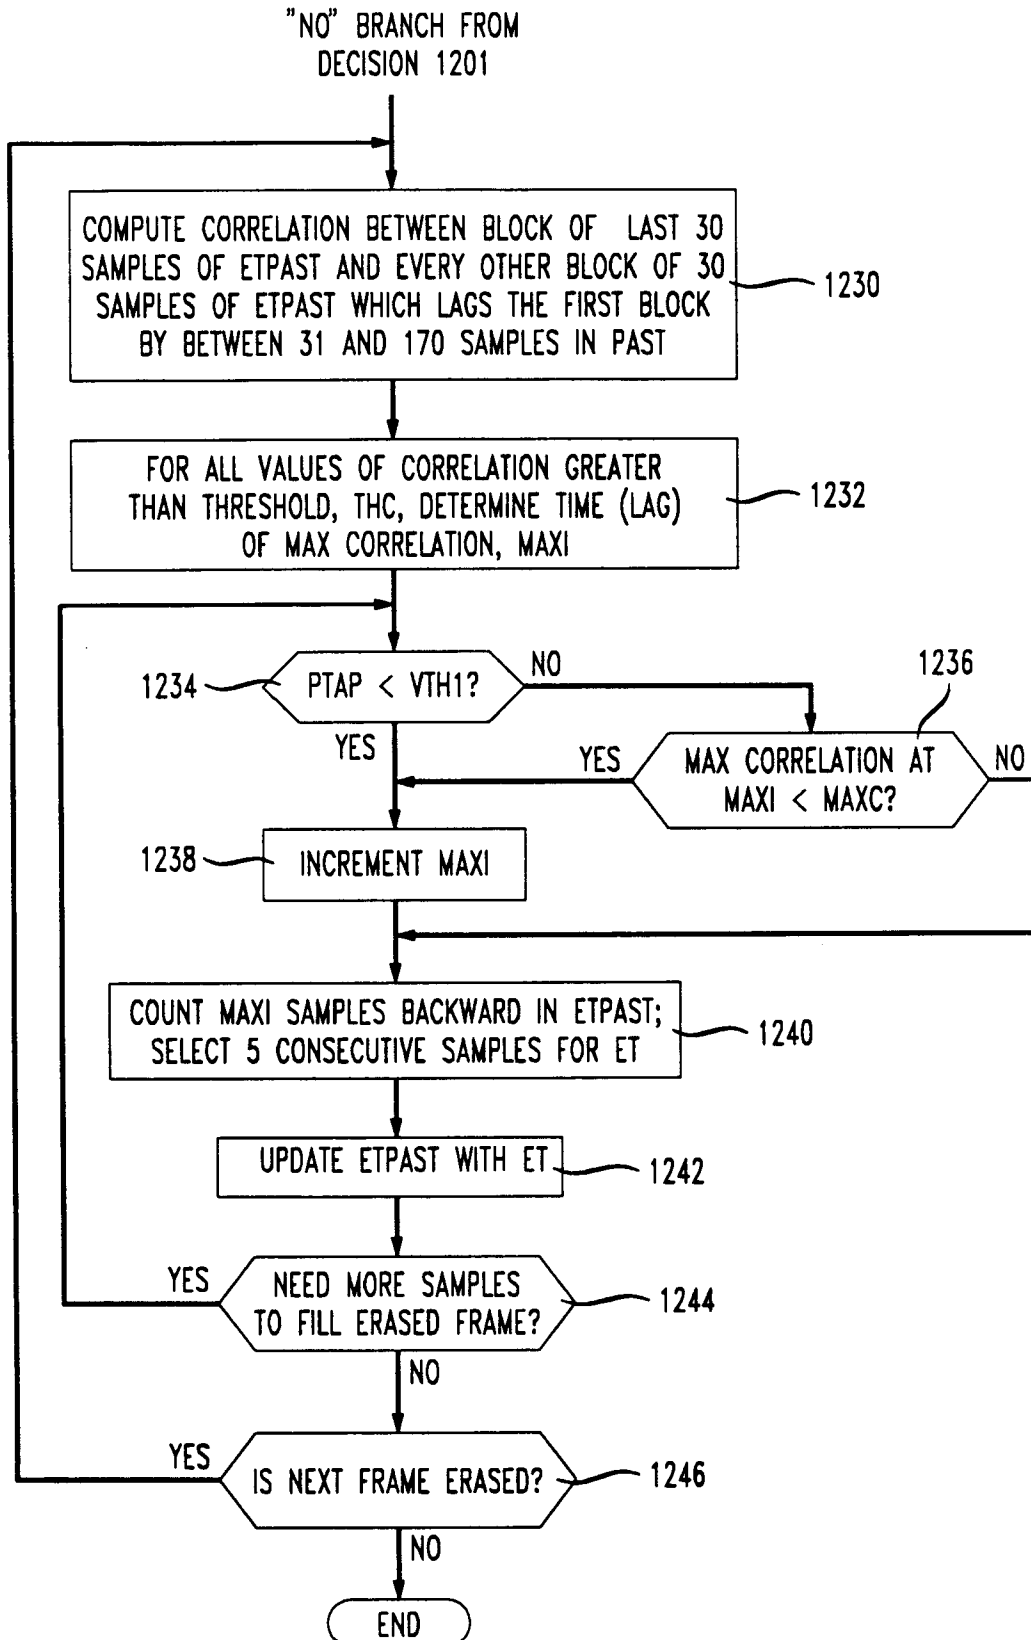 "NO" BRANCH FROM
DECISION 1201
COMPUTE CORRELATION BETWEEN BLOCK OF LAST 30
SAMPLES OF ETPAST AND EVERY OTHER BLOCK OF 30
SAMPLES OF ETPAST WHICH LAGS THE FIRST BLOCK
BY BETWEEN 31 AND 170 SAMPLES IN PAST
1230
FOR ALL VALUES OF CORRELATION GREATER
THAN THRESHOLD, THC, DETERMINE TIME (LAG)
OF MAX CORRELATION, MAXI
1232
1234
PTAP < VTH1?
NO
YES
1236
MAX CORRELATION AT
MAXI < MAXC?
YES
NO
1238
INCREMENT MAXI
COUNT MAXI SAMPLES BACKWARD IN ETPAST;
SELECT 5 CONSECUTIVE SAMPLES FOR ET
1240
UPDATE ETPAST WITH ET
1242
YES
NEED MORE SAMPLES
TO FILL ERASED FRAME?
1244
NO
YES
IS NEXT FRAME ERASED?
1246
NO
END